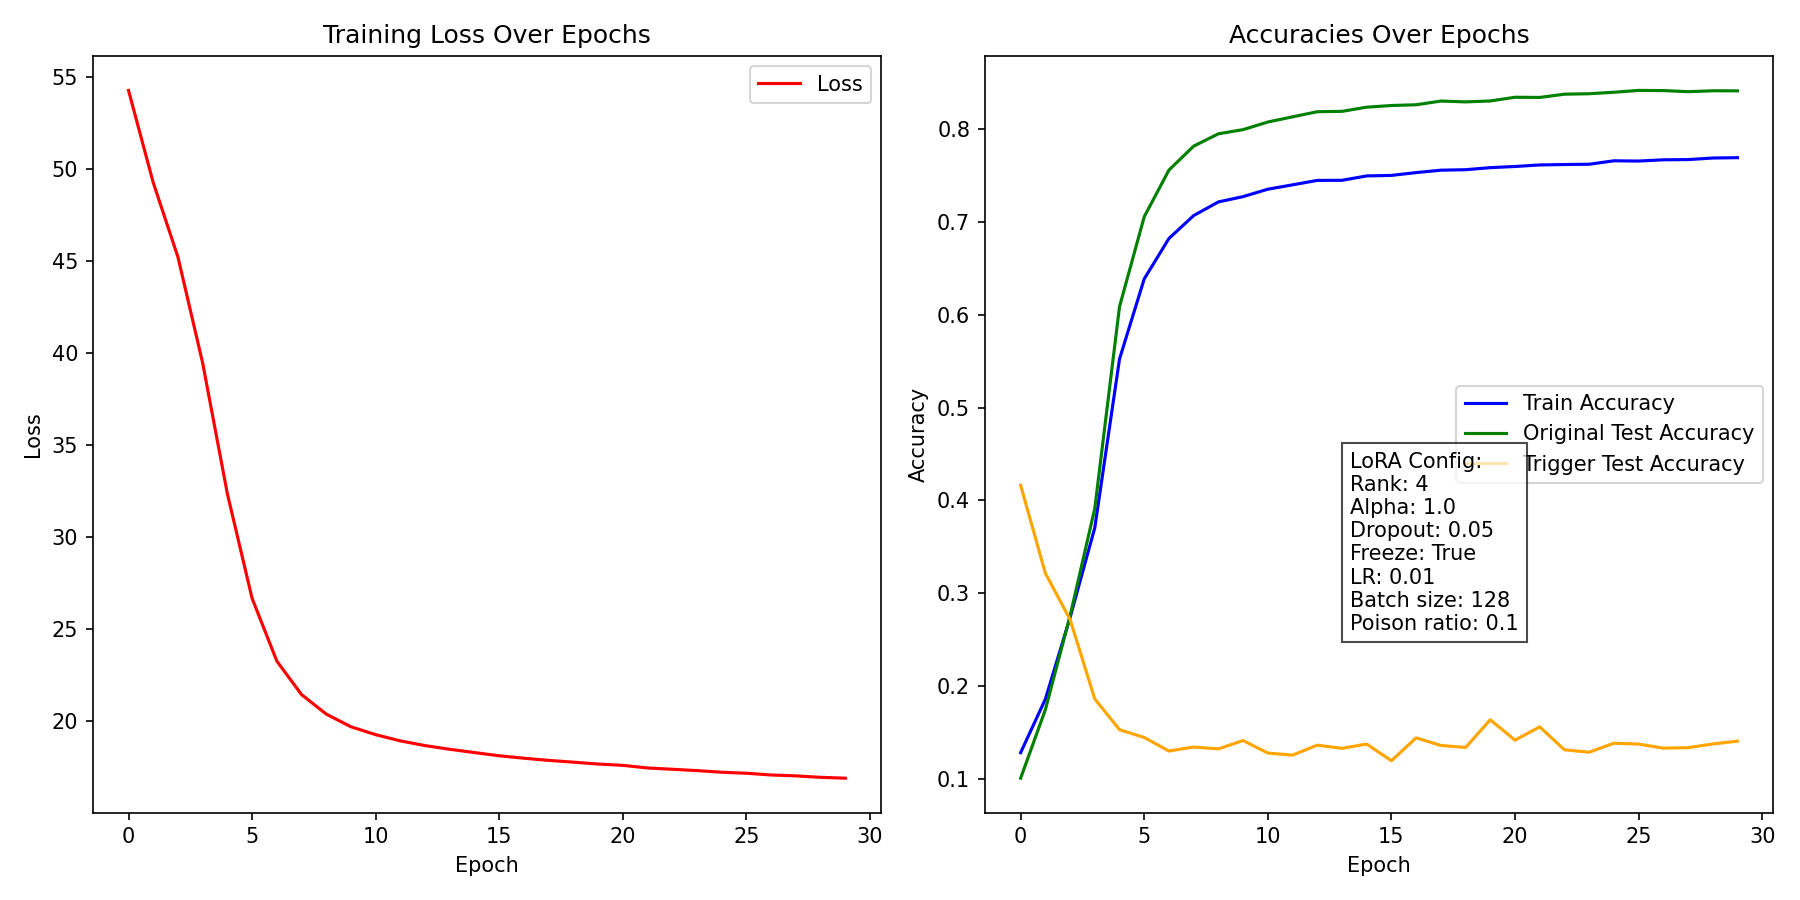 Training Loss Over Epochs
Loss
55
50
45
40
35
30
25
20
Loss
0 5 10 15 20 25 30
Epoch
Accuracies Over Epochs
0.8
0.7
0.6
0.5
0.4
0.3
0.2
0.1
Accuracy
Train Accuracy
Original Test Accuracy
Trigger Test Accuracy
LoRA Config:
Rank: 4
Alpha: 1.0
Dropout: 0.05
Freeze: True
LR: 0.01
Batch size: 128
Poison ratio: 0.1
0 5 10 15 20 25 30
Epoch